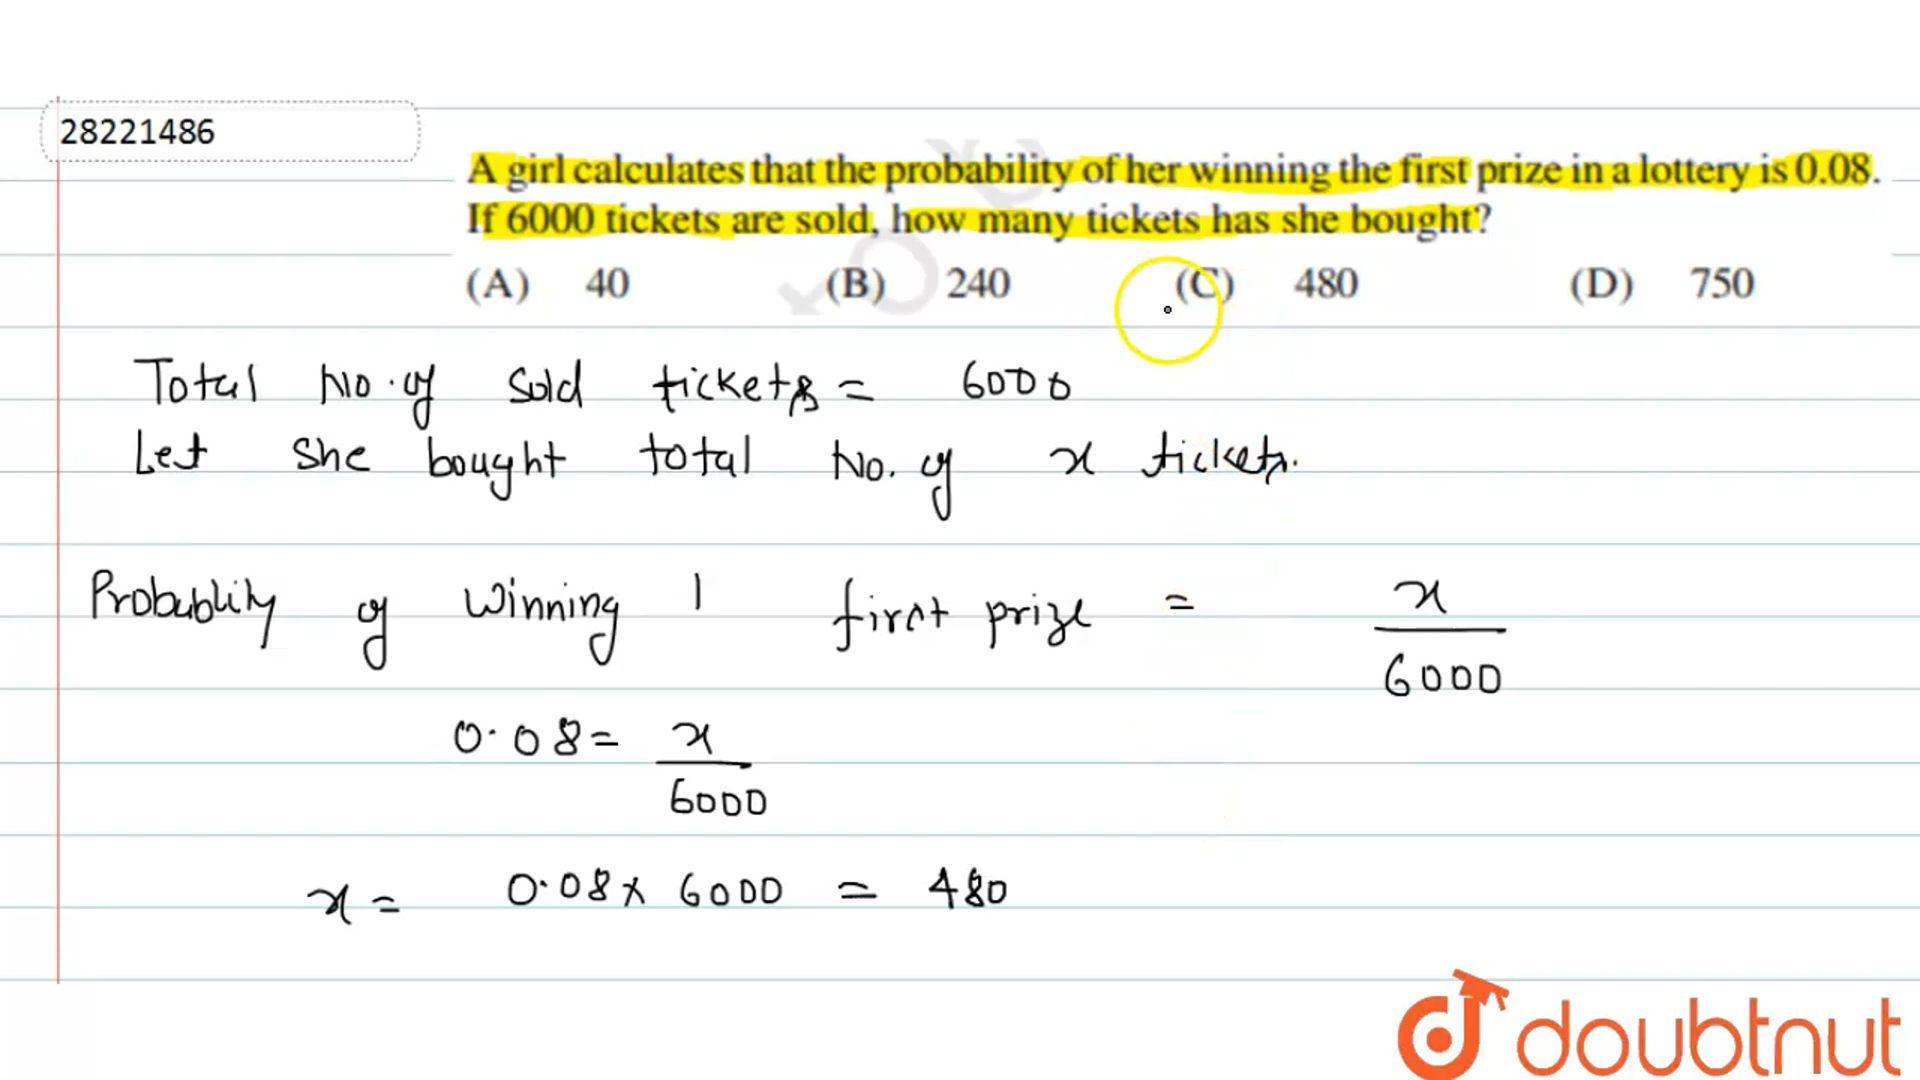 28221486
A girl calculates that the probability of her winning the first prize in a lottery is 0.08.
If 6000 tickets are sold, how many tickets has she bought?
(A) 40 (B) 240 (C) 480 (D) 750
Total No. of sold tickets = 6000
Let she bought total No. of x tickets.
Probability of winning 1 first prize = x/6000
0.08 = x/6000
x = 0.08 × 6000 = 480
doubtnut